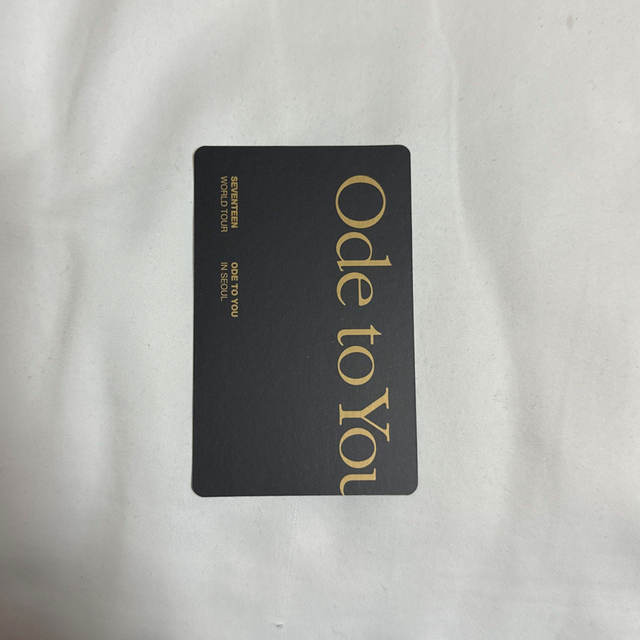 Ode to You
SEVENTEEN
WORLD TOUR
ODE TO YOU
IN SEOUL